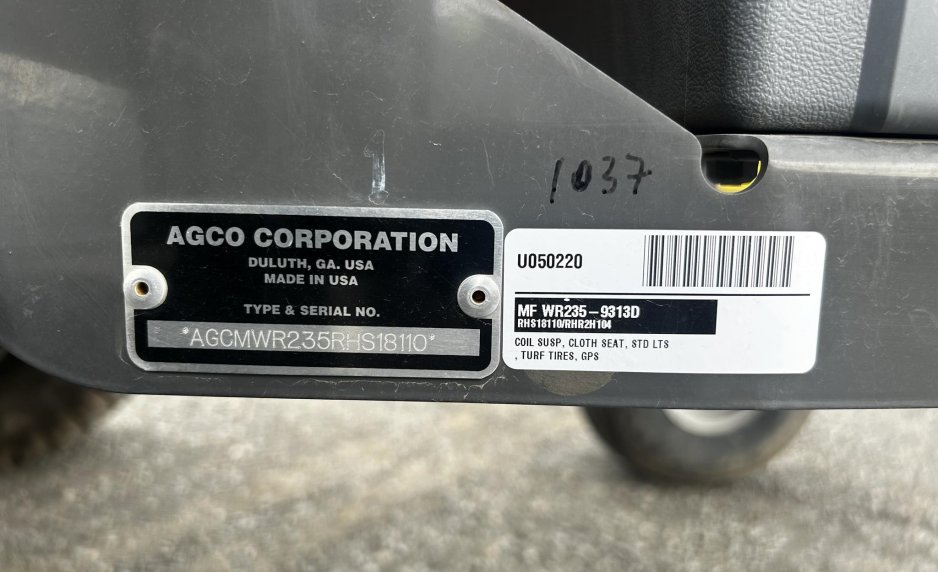 1037
AGCO CORPORATION
DULUTH, GA. USA
MADE IN USA
TYPE & SERIAL NO.
*AGCMWR235RHS18110*
U050220
MF WR235-9313D
RHS18110/RHR2H104
COIL SUSP, CLOTH SEAT, STD LTS
, TURF TIRES, GPS